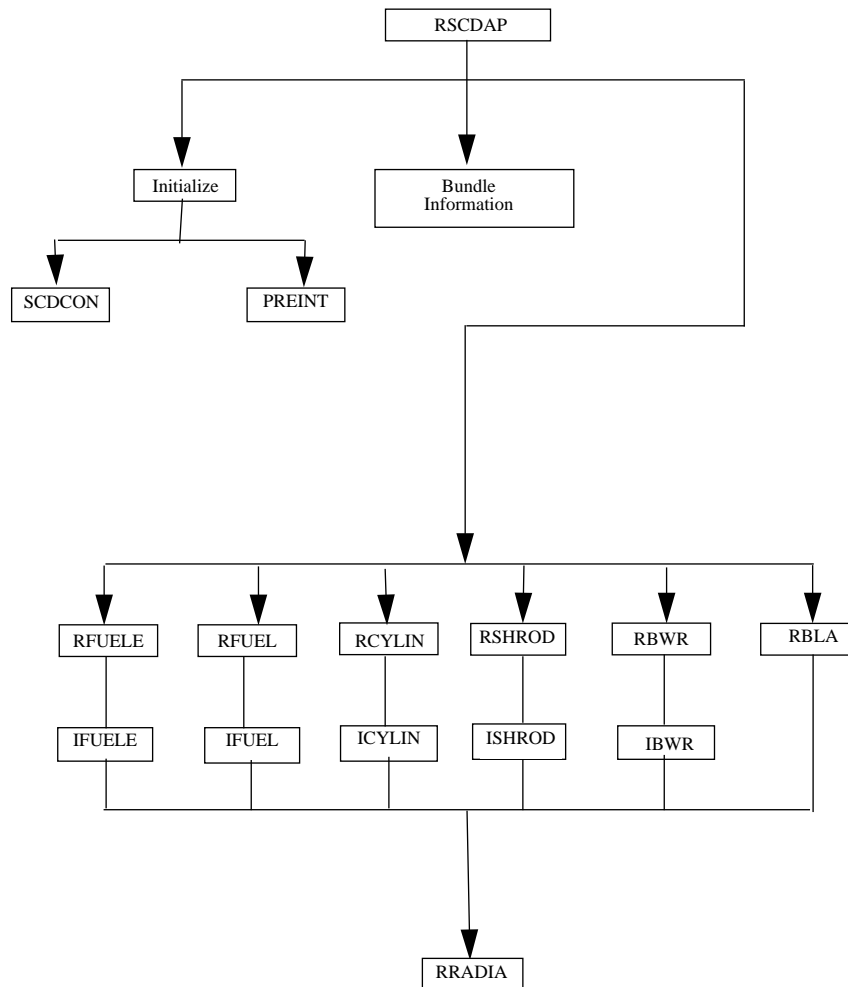 RSCDAP
Initialize
Bundle
Information
SCDCON
PREINT
RFUELE
RFUEL
RCYLIN
RSHROD
RBWR
RBLA
IFUELE
IFUEL
ICYLIN
ISHROD
IBWR
RRADIA